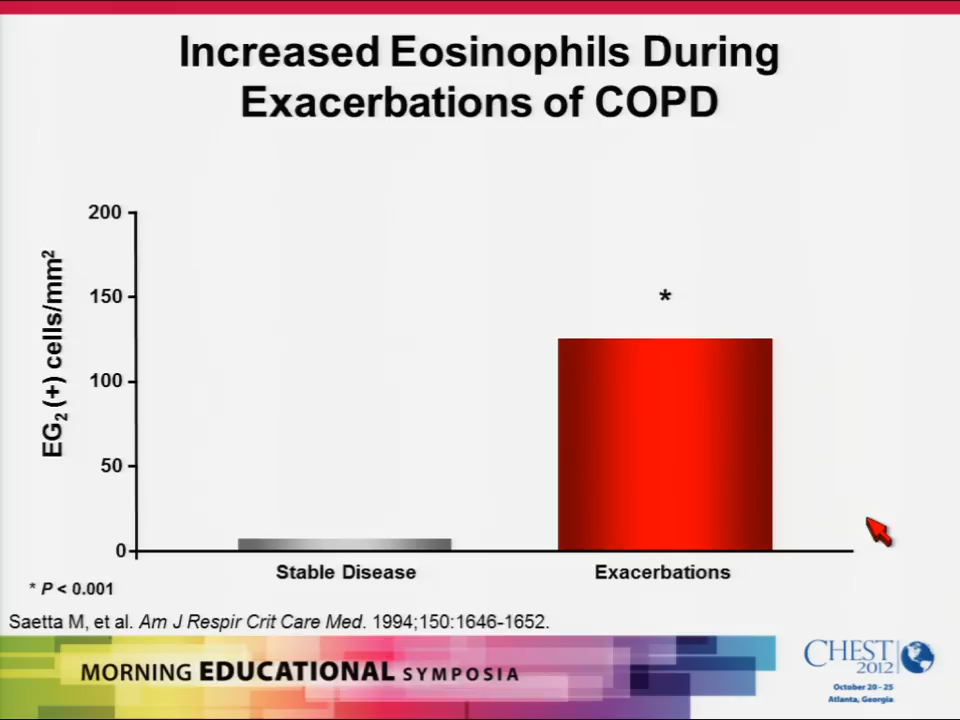 Increased Eosinophils During
Exacerbations of COPD
EG₂ (+) cells/mm²
200
150
100
50
0
*
Stable Disease
Exacerbations
* P < 0.001
Saetta M, et al. Am J Respir Crit Care Med. 1994;150:1646-1652.
MORNING EDUCATIONAL SYMPOSIA
CHEST
2012
October 20 - 25
Atlanta, Georgia